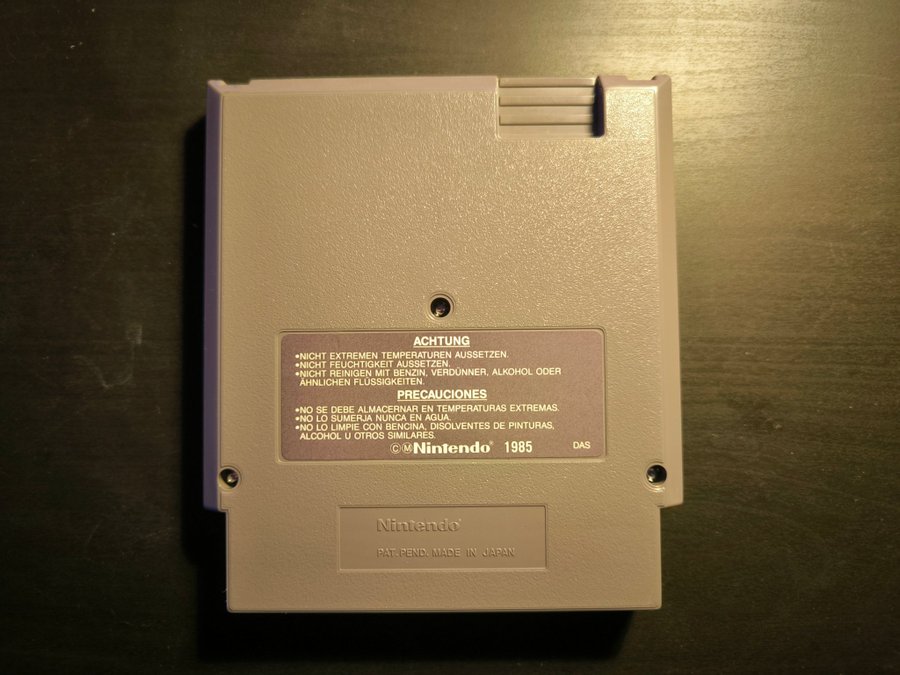 ACHTUNG
•NICHT EXTREMEN TEMPERATUREN AUSSETZEN.
•NICHT FEUCHTIGKEIT AUSSETZEN.
•NICHT REINIGEN MIT BENZIN, VERDÜNNER, ALKOHOL ODER
ÄHNLICHEN FLÜSSIGKEITEN.
PRECAUCIONES
•NO SE DEBE ALMACERNAR EN TEMPERATURAS EXTREMAS.
•NO LO SUMERJA NUNCA EN AGUA.
•NO LO LIMPIE CON BENCINA, DISOLVENTES DE PINTURAS,
ALCOHOL U OTROS SIMILARES.
©Ⓜ Nintendo® 1985 DAS
Nintendo®
PAT. PEND. MADE IN JAPAN